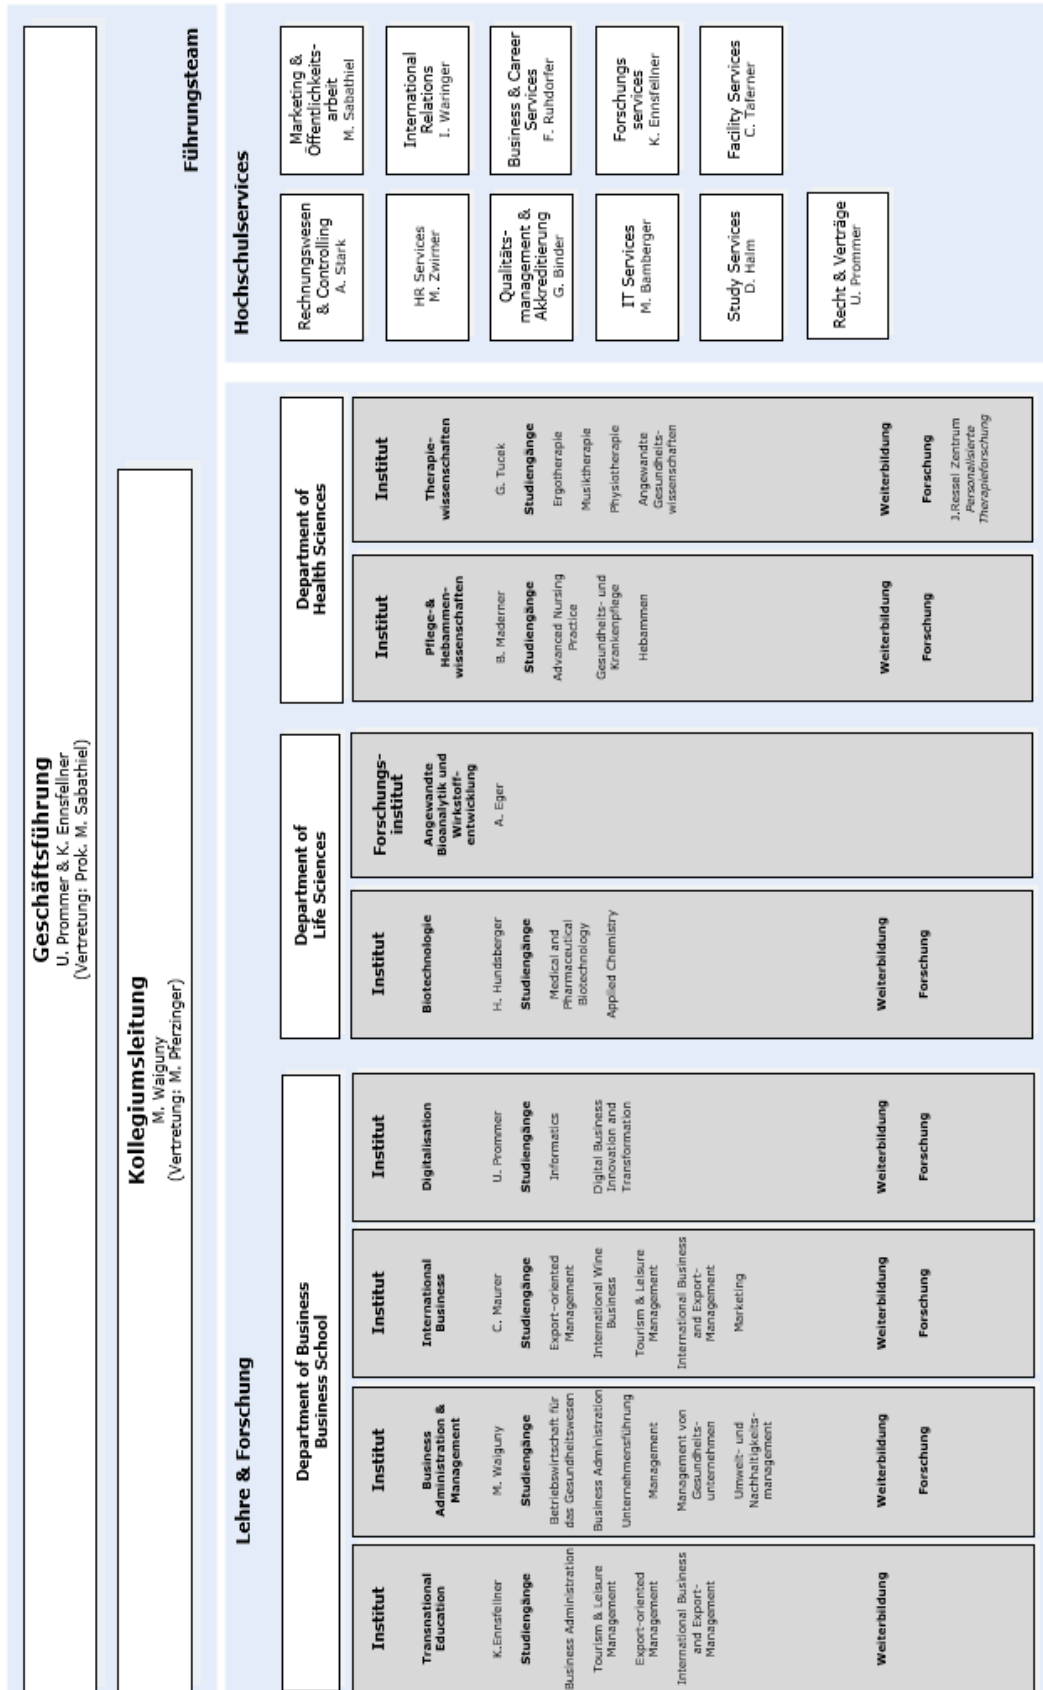 Geschäftsführung
U. Prommer & K. Ennsfellner
(Vertretung: Prok. M. Sabathiel)
Kollegiumsleitung
M. Waiguny
(Vertretung: M. Pferzinger)
Führungsteam
Lehre & Forschung
Department of Business
Business School
Institut
Transnational
Education
K.Ennsfellner
Studiengänge
Business Administration
Tourism & Leisure
Management
Export-oriented
Management
International Business
and Export-
Management
Weiterbildung
Institut
Business
Administration &
Management
M. Waiguny
Studiengänge
Betriebswirtschaft für
das Gesundheitswesen
Business Administration
Unternehmensführung
Management
Management von
Gesundheits-
unternehmen
Umwelt- und
Nachhaltigkeits-
management
Weiterbildung
Forschung
Institut
International
Business
C. Maurer
Studiengänge
Export-oriented
Management
International Wine
Business
Tourism & Leisure
Management
International Business
and Export-
Management
Marketing
Weiterbildung
Forschung
Institut
Digitalisation
U. Prommer
Studiengänge
Informatics
Digital Business
Innovation and
Transformation
Weiterbildung
Forschung
Department of
Life Sciences
Institut
Biotechnologie
H. Hundsberger
Studiengänge
Medical and
Pharmaceutical
Biotechnology
Applied Chemistry
Weiterbildung
Forschung
Forschungs-
institut
Angewandte
Bioanalytik und
Wirkstoff-
entwicklung
A. Eger
Department of
Health Sciences
Institut
Pflege-&
Hebammen-
wissenschaften
B. Maderner
Studiengänge
Advanced Nursing
Practice
Gesundheits- und
Krankenpflege
Hebammen
Weiterbildung
Forschung
Institut
Therapie-
wissenschaften
G. Tucek
Studiengänge
Ergotherapie
Musiktherapie
Physiotherapie
Angewandte
Gesundheits-
wissenschaften
Weiterbildung
Forschung
J.Ressel Zentrum
Personalisierte
Therapieforschung
Hochschulservices
Rechnungswesen
& Controlling
A. Stark
Marketing &
Öffentlichkeits-
arbeit
M. Sabathiel
HR Services
M. Zwirner
International
Relations
I. Waringer
Qualitäts-
management &
Akkreditierung
G. Binder
Business & Career
Services
F. Ruhdorfer
IT Services
M. Bamberger
Forschungs
services
K. Ennsfellner
Study Services
D. Halm
Facility Services
C. Taferner
Recht & Verträge
U. Prommer